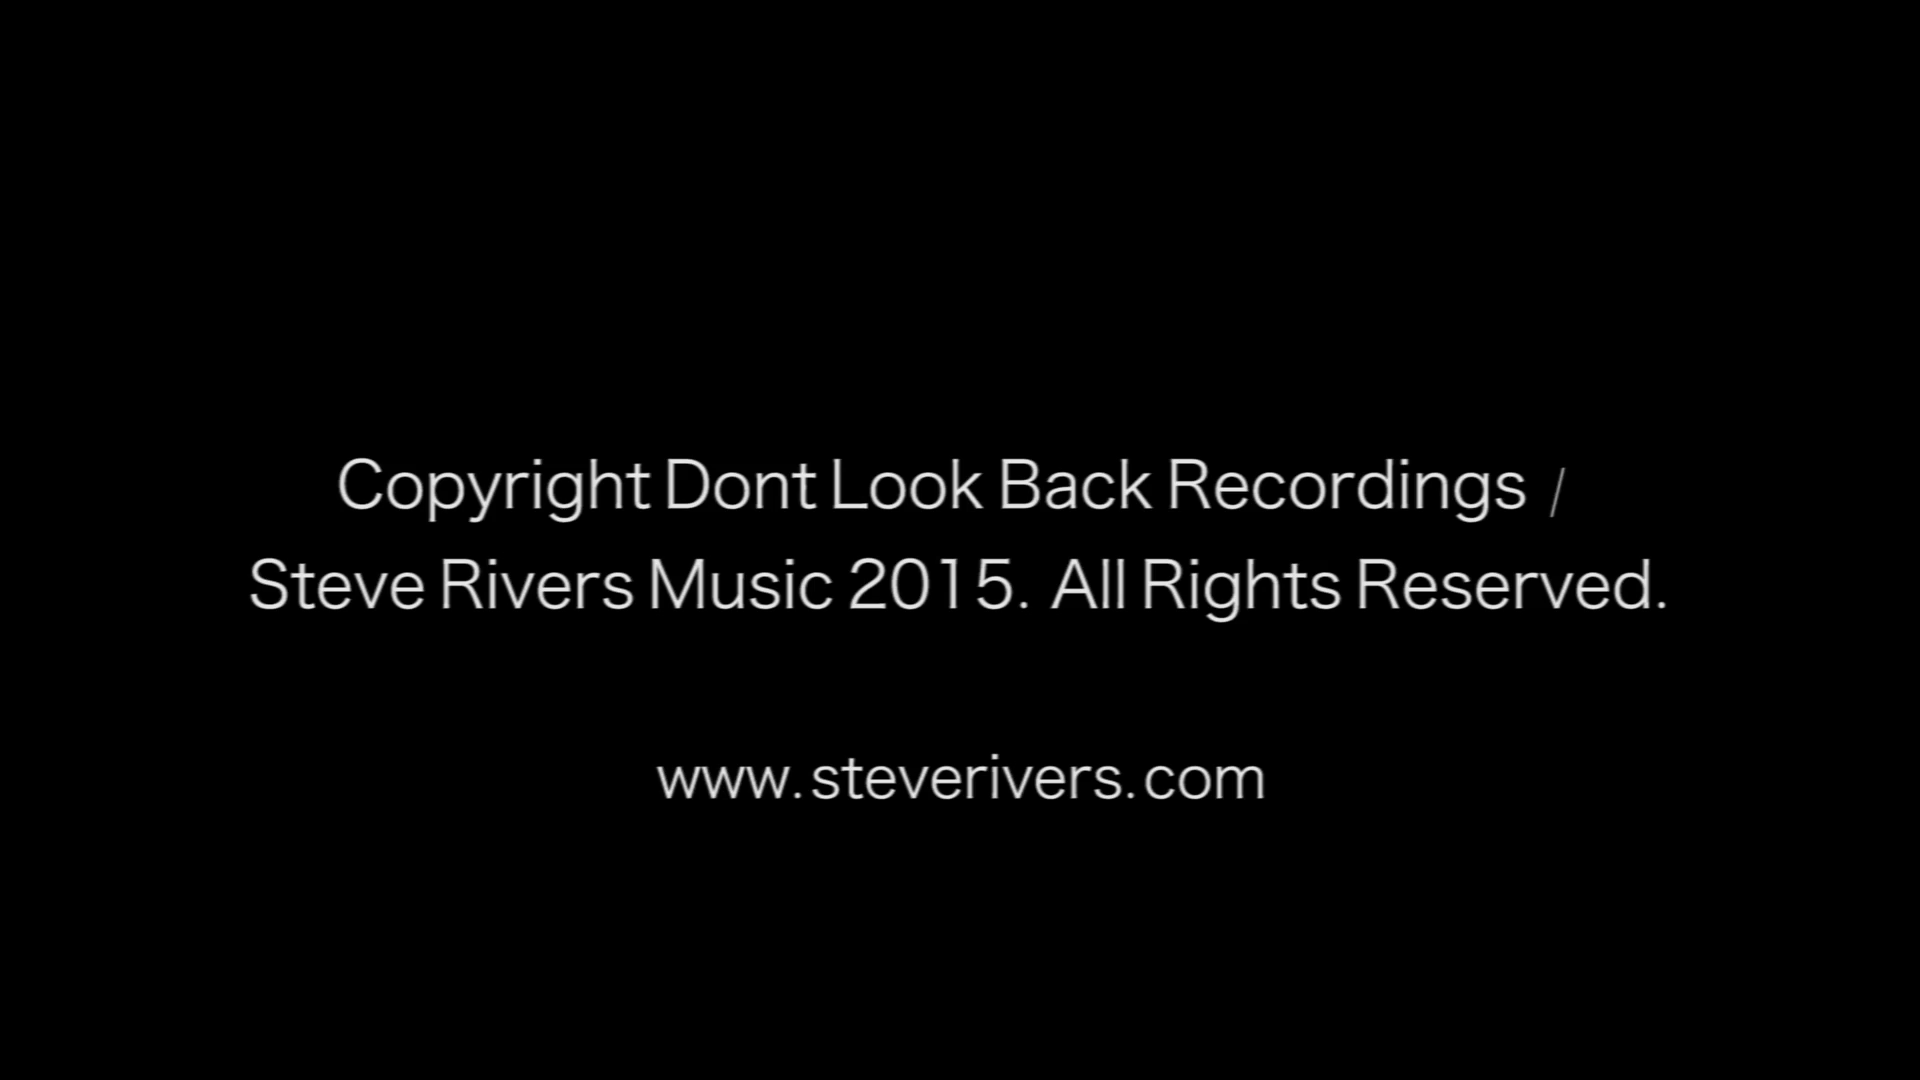 Copyright Dont Look Back Recordings /
Steve Rivers Music 2015. All Rights Reserved.
www.steverivers.com